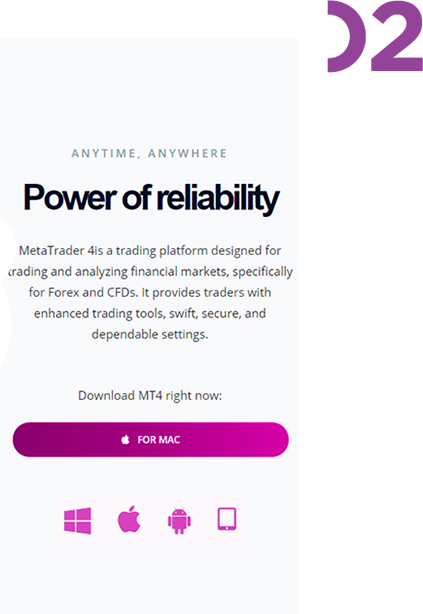 02
ANYTIME, ANYWHERE
Power of reliability
MetaTrader 4is a trading platform designed for
trading and analyzing financial markets, specifically
for Forex and CFDs. It provides traders with
enhanced trading tools, swift, secure, and
dependable settings.
Download MT4 right now:
FOR MAC